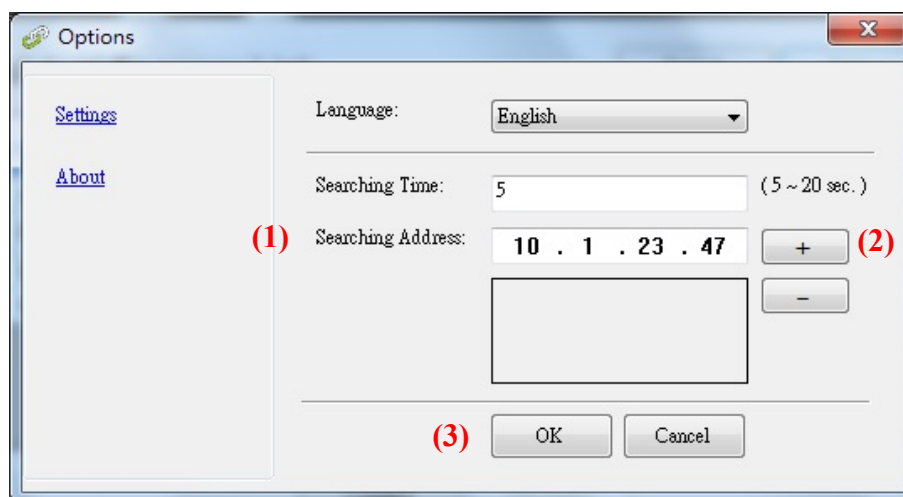 Options
x
Settings
About
Language: English
Searching Time: 5 ( 5 ~ 20 sec. )
(1) Searching Address: 10 . 1 . 23 . 47 + (2)
−
(3) OK Cancel